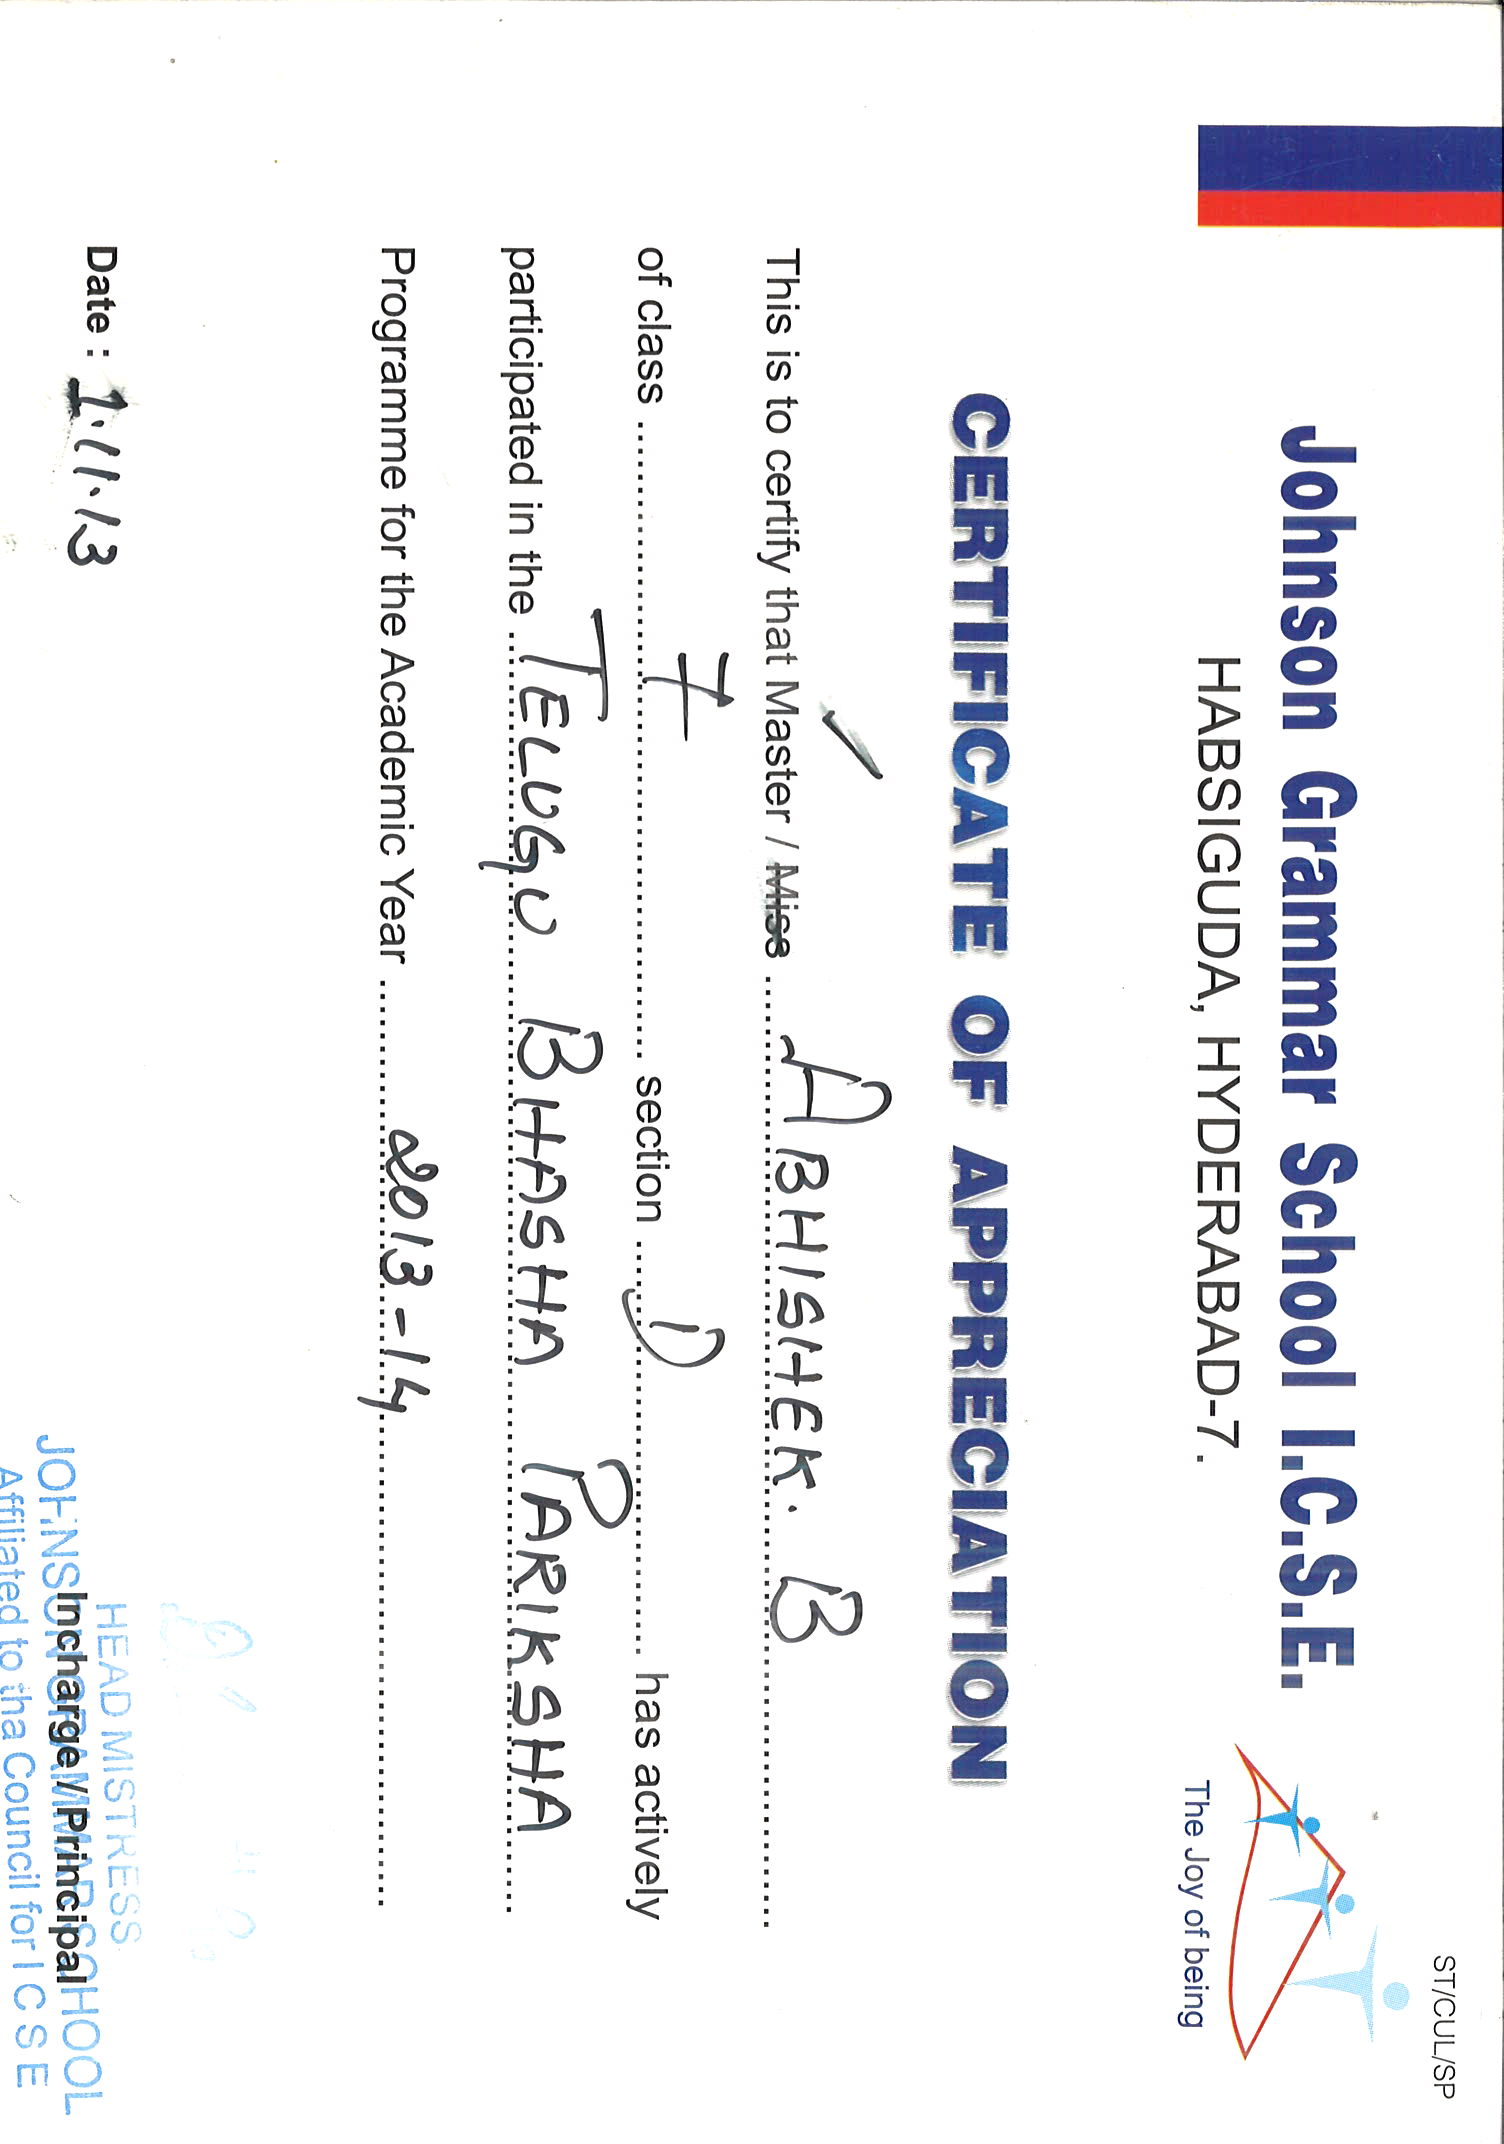 ST/CUL/SP
Johnson Grammar School I.C.S.E.
HABSIGUDA, HYDERABAD-7.
The Joy of being
CERTIFICATE OF APPRECIATION
This is to certify that Master / Miss ABHISHEK. B
of class 7 section D has actively
participated in the TELUGU BHASHA PARIKSHA
Programme for the Academic Year 2013-14
Date : 1.11.13
HEAD MISTRESS
Incharge / Principal
JOHNSON GRAMMAR SCHOOL
Affiliated to tha Council for I C S E